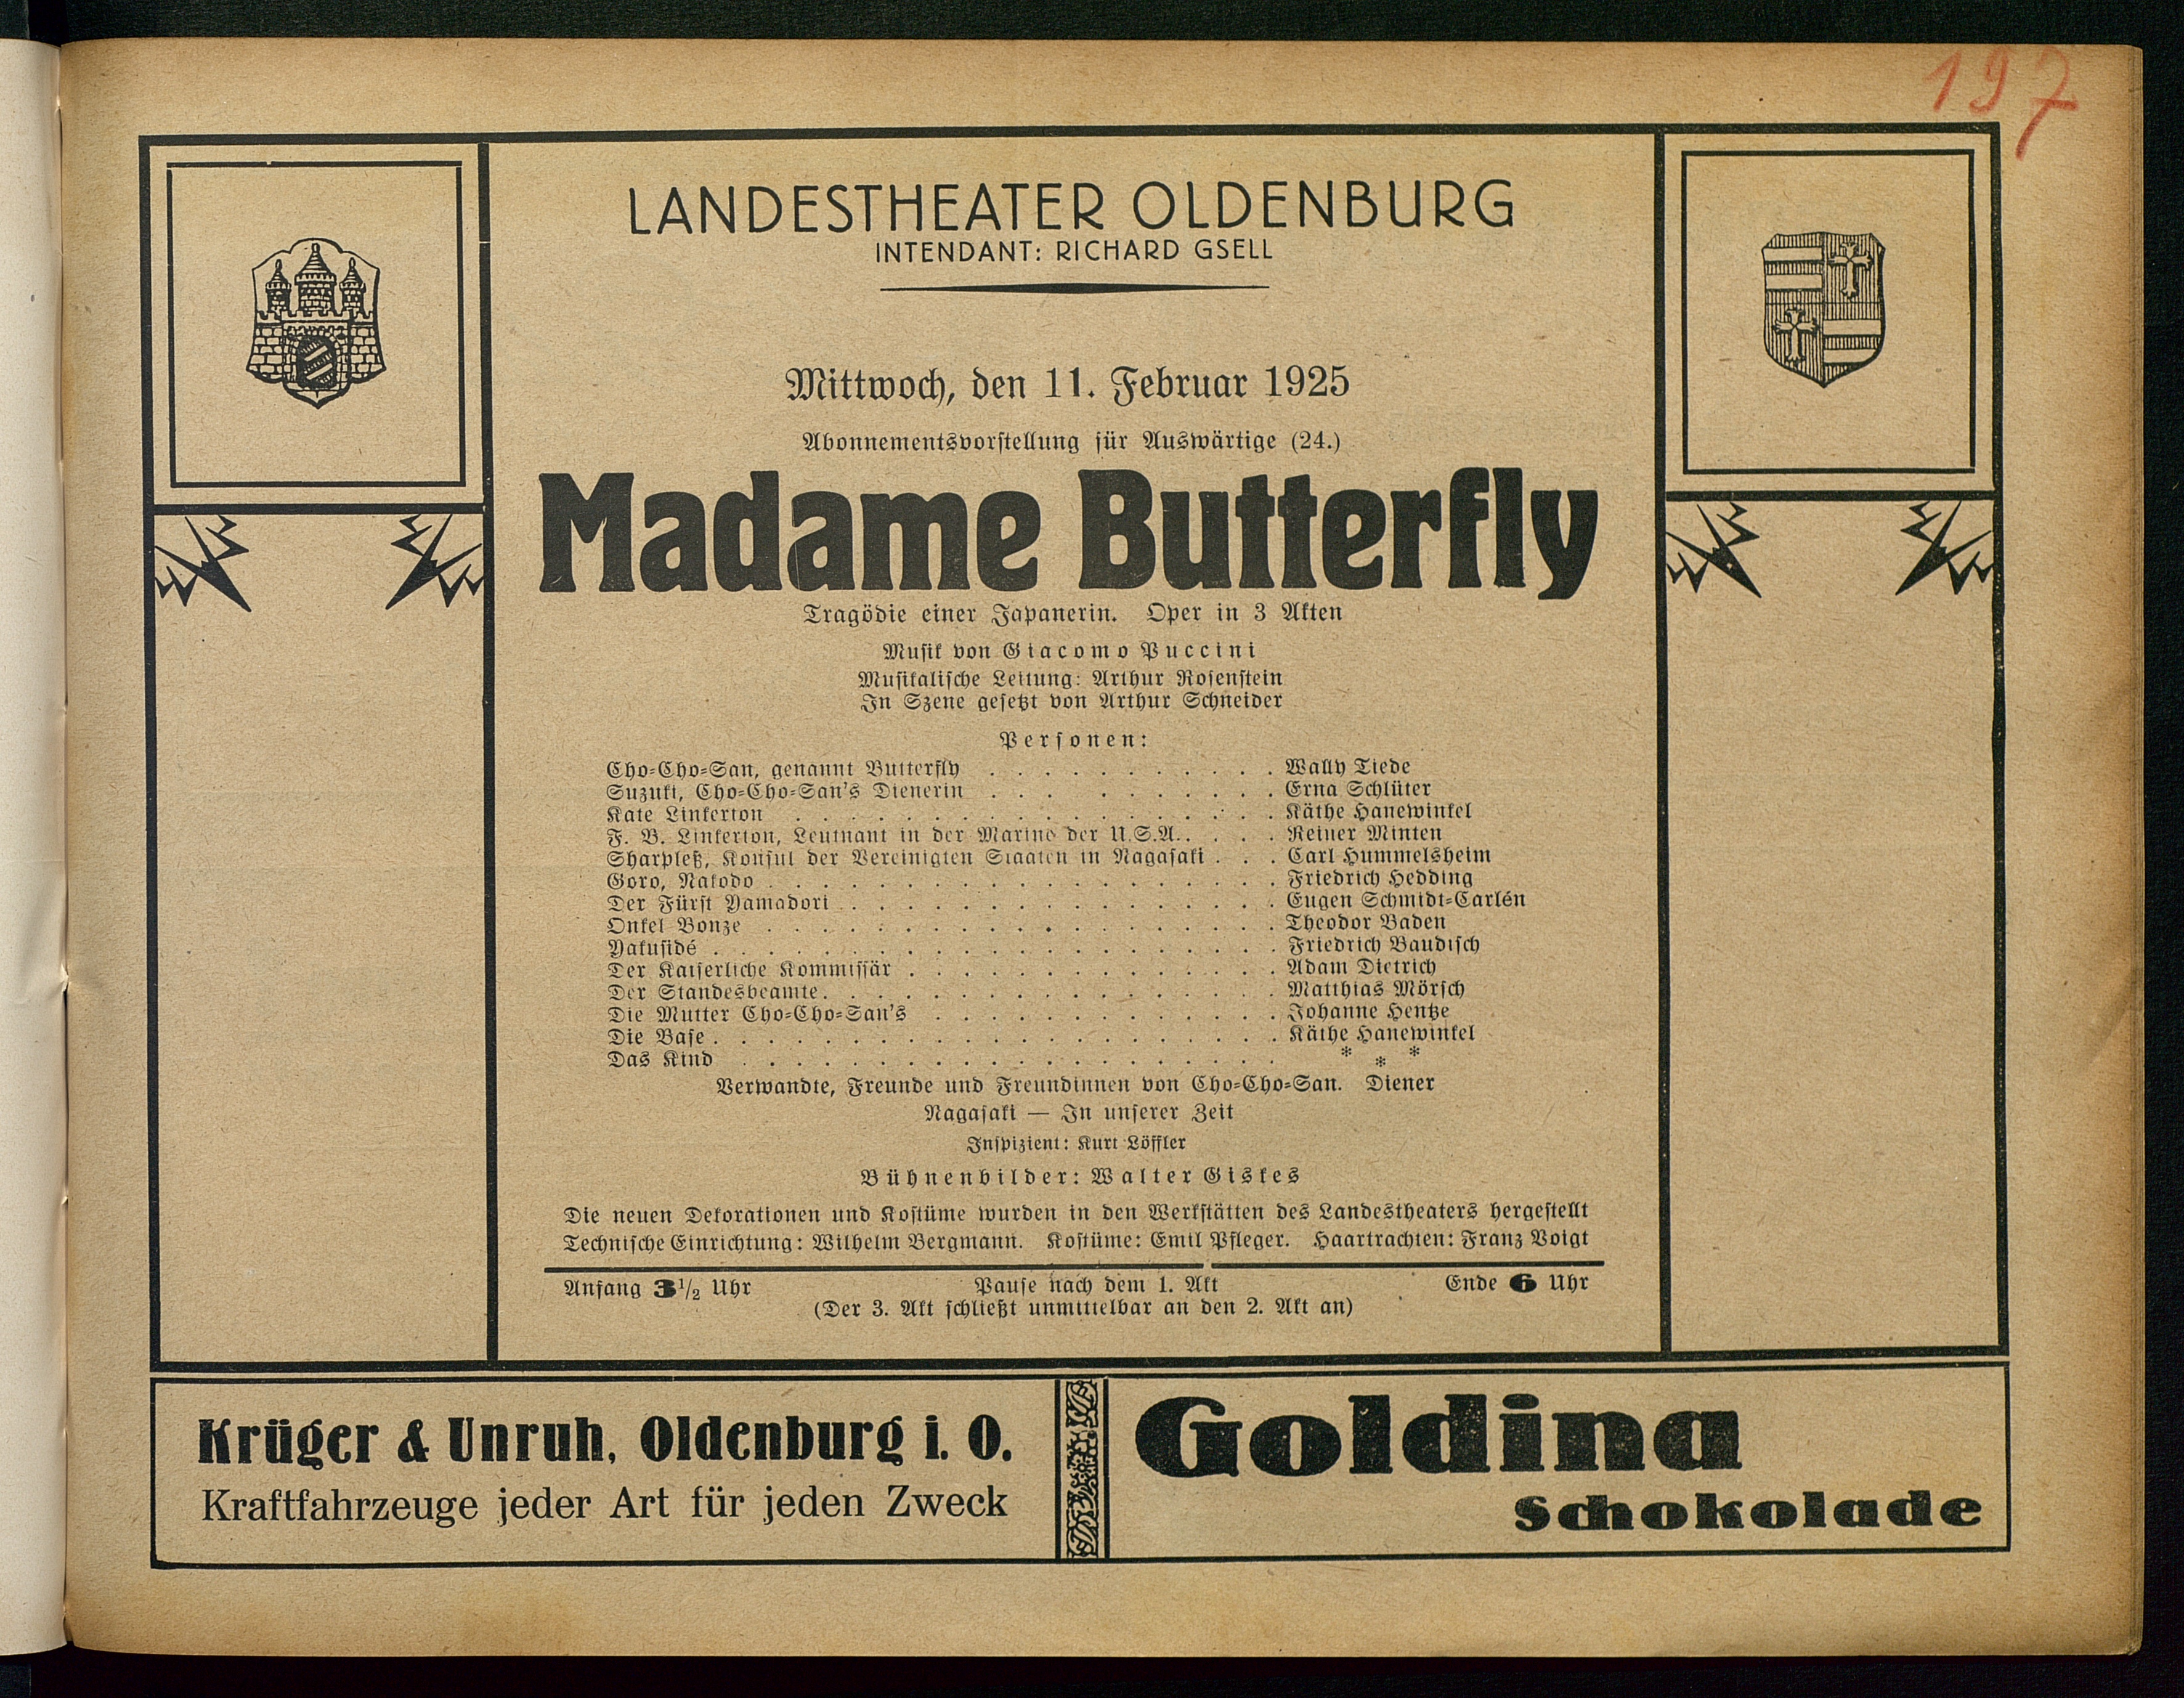 197
LANDESTHEATER OLDENBURG
INTENDANT: RICHARD GSELL
Mittwoch, den 11. Februar 1925
Abonnementsvorstellung für Auswärtige (24.)
Madame Butterfly
Tragödie einer Japanerin. Oper in 3 Akten
Musik von Giacomo Puccini
Musikalische Leitung: Arthur Rosenstein
In Szene gesetzt von Arthur Schneider
Personen:
Cho-Cho-San, genannt Butterfly . . . . . . . . . . . Wally Tiede
Suzuki, Cho-Cho-San's Dienerin . . . . . . . . . . Erna Schlüter
Kate Linkerton . . . . . . . . . . . . . . . . . . Käthe Hanewinkel
F. B. Linkerton, Leutnant in der Marine der U.S.A. . . . . Reiner Minten
Sharpleß, Konsul der Vereinigten Staaten in Nagasaki . . . Carl Hummelsheim
Goro, Nakodo . . . . . . . . . . . . . . . . . . . Friedrich Hedding
Der Fürst Yamadori . . . . . . . . . . . . . . . . Eugen Schmidt-Carlén
Onkel Bonze . . . . . . . . . . . . . . . . . . . Theodor Baden
Yakusidé . . . . . . . . . . . . . . . . . . . . . Friedrich Baudisch
Der Kaiserliche Kommissär . . . . . . . . . . . . . . Adam Dietrich
Der Standesbeamte . . . . . . . . . . . . . . . . . Matthias Mörsch
Die Mutter Cho-Cho-San's . . . . . . . . . . . . . Johanne Hentze
Die Base . . . . . . . . . . . . . . . . . . . . . Käthe Hanewinkel
Das Kind . . . . . . . . . . . . . . . . . . . . * * *
Verwandte, Freunde und Freundinnen von Cho-Cho-San. Diener
Nagasaki — In unserer Zeit
Inspizient: Kurt Löffler
Bühnenbilder: Walter Giskes
Die neuen Dekorationen und Kostüme wurden in den Werkstätten des Landestheaters hergestellt
Technische Einrichtung: Wilhelm Bergmann. Kostüme: Emil Pfleger. Haartrachten: Franz Voigt
Anfang 3 1/2 Uhr Pause nach dem 1. Akt Ende 6 Uhr
(Der 3. Akt schließt unmittelbar an den 2. Akt an)
Krüger & Unruh, Oldenburg i. O.
Kraftfahrzeuge jeder Art für jeden Zweck
Goldina
Schokolade